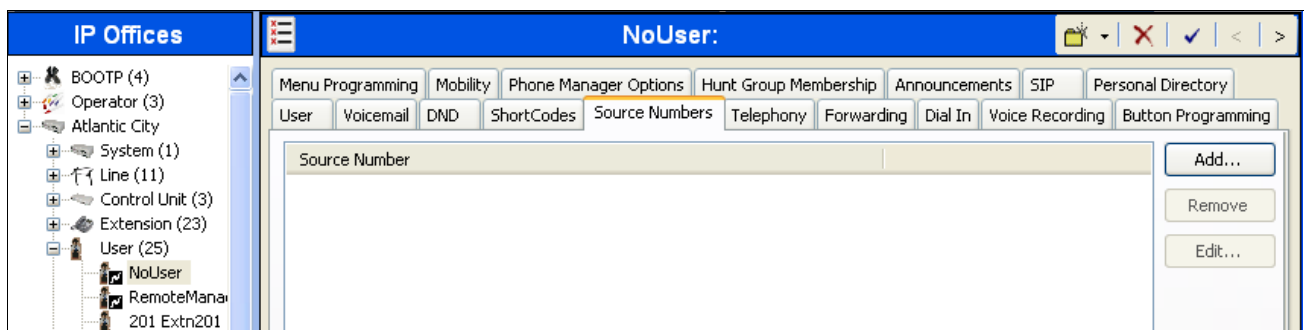 IP Offices
BOOTP (4)
Operator (3)
Atlantic City
System (1)
Line (11)
Control Unit (3)
Extension (23)
User (25)
NoUser
RemoteMana
201 Extn201
NoUser:
Menu Programming Mobility Phone Manager Options Hunt Group Membership Announcements SIP Personal Directory
User Voicemail DND ShortCodes Source Numbers Telephony Forwarding Dial In Voice Recording Button Programming
Source Number
Add...
Remove
Edit...